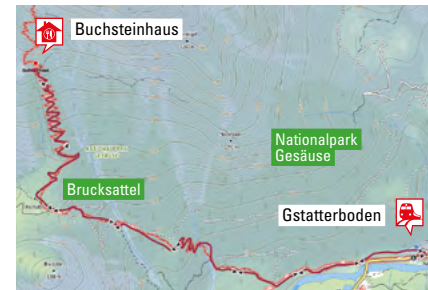 Buchsteinhaus
Nationalpark
Gesäuse
Brucksattel
Gstatterboden